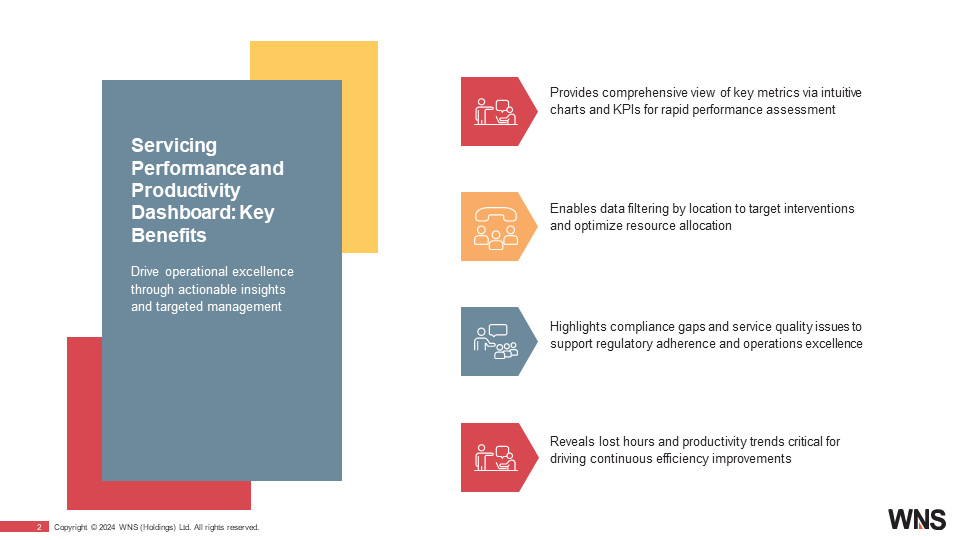 Servicing
Performance and
Productivity
Dashboard: Key
Benefits
Drive operational excellence
through actionable insights
and targeted management
Provides comprehensive view of key metrics via intuitive
charts and KPIs for rapid performance assessment
Enables data filtering by location to target interventions
and optimize resource allocation
Highlights compliance gaps and service quality issues to
support regulatory adherence and operations excellence
Reveals lost hours and productivity trends critical for
driving continuous efficiency improvements
2 Copyright © 2024 WNS (Holdings) Ltd. All rights reserved.
WNS